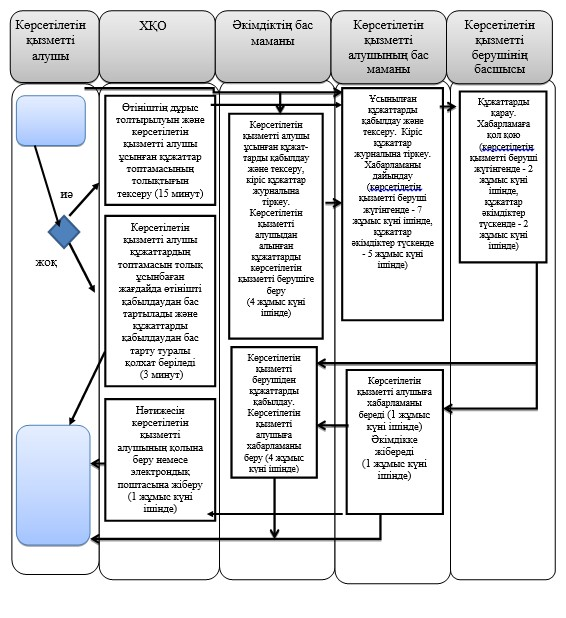 Көрсетілетін
қызметті
алушы
ХҚО
Әкімдіктің бас
маманы
Көрсетілетін
қызметті
алушының бас
маманы
Көрсетілетін
қызметті
берушінің
басшысы
Өтініштің дұрыс
толтырылуын және
көрсетілетін
қызметті алушы
ұсынған құжаттар
топтамасының
толықтығын
тексеру (15 минут)
иә
жоқ
Көрсетілетін
қызметті алушы
құжаттардың
топтамасын толық
ұсынбаған
жағдайда өтінішті
қабылдаудан бас
тартылады және
құжаттарды
қабылдаудан бас
тарту туралы
қолхат беріледі
(3 минут)
Нәтижесін
көрсетілетін
қызметті
алушының қолына
беру немесе
электрондық
поштасына жіберу
(1 жұмыс күні
ішінде)
Көрсетілетін
қызметті алушы
ұсынған құжат-
тарды қабылдау
және тексеру,
кіріс құжаттар
журналына
тіркеу.
Көрсетілетін
қызметті
алушыдан
алынған
құжаттарды
көрсетілетін
қызметті берушіге
беру
(4 жұмыс күні
ішінде)
Көрсетілетін
қызметті
берушіден
құжаттарды
қабылдау.
Көрсетілетін
қызметті
алушыға
хабарламаны
беру (4 жұмыс
күні ішінде)
Ұсынылған
құжаттарды
қабылдау және
тексеру. Кіріс
құжаттар
журналына тіркеу.
Хабарламаны
дайындау
(көрсетілетін
қызметті беруші
жүгінгенде - 7
жұмыс күні ішінде,
құжаттар
әкімдіктер түскенде
- 5 жұмыс күні
ішінде)
Көрсетілетін
қызметті алушыға
хабарламаны
береді (1 жұмыс
күні ішінде)
Әкімдікке
жібереді
(1 жұмыс күні
ішінде)
Құжаттарды
қарау.
Хабарламаға
қол қою
(көрсетілетін
қызметті беруші
жүгінгенде - 2
жұмыс күні
ішінде,
құжаттар
әкімдіктер
түскенде - 2
жұмыс күні
ішінде)